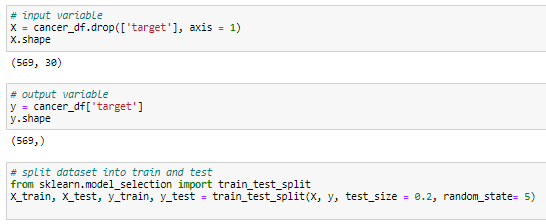 # input variable
X = cancer_df.drop(['target'], axis = 1)
X.shape
(569, 30)
# output variable
y = cancer_df['target']
y.shape
(569,)
# split dataset into train and test
from sklearn.model_selection import train_test_split
X_train, X_test, y_train, y_test = train_test_split(X, y, test_size = 0.2, random_state= 5)